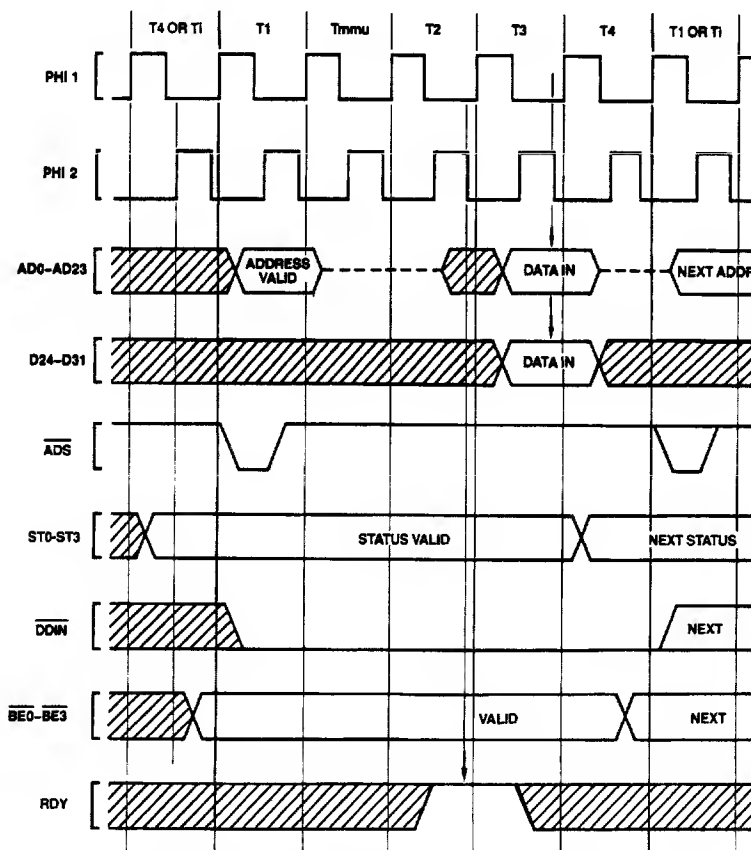 T4 OR Ti T1 Tmmu T2 T3 T4 T1 OR Ti
PHI 1
PHI 2
AD0–AD23 ADDRESS VALID DATA IN NEXT ADDR
D24–D31 DATA IN
ADS
ST0-ST3 STATUS VALID NEXT STATUS
DDIN NEXT
BE0–BE3 VALID NEXT
RDY